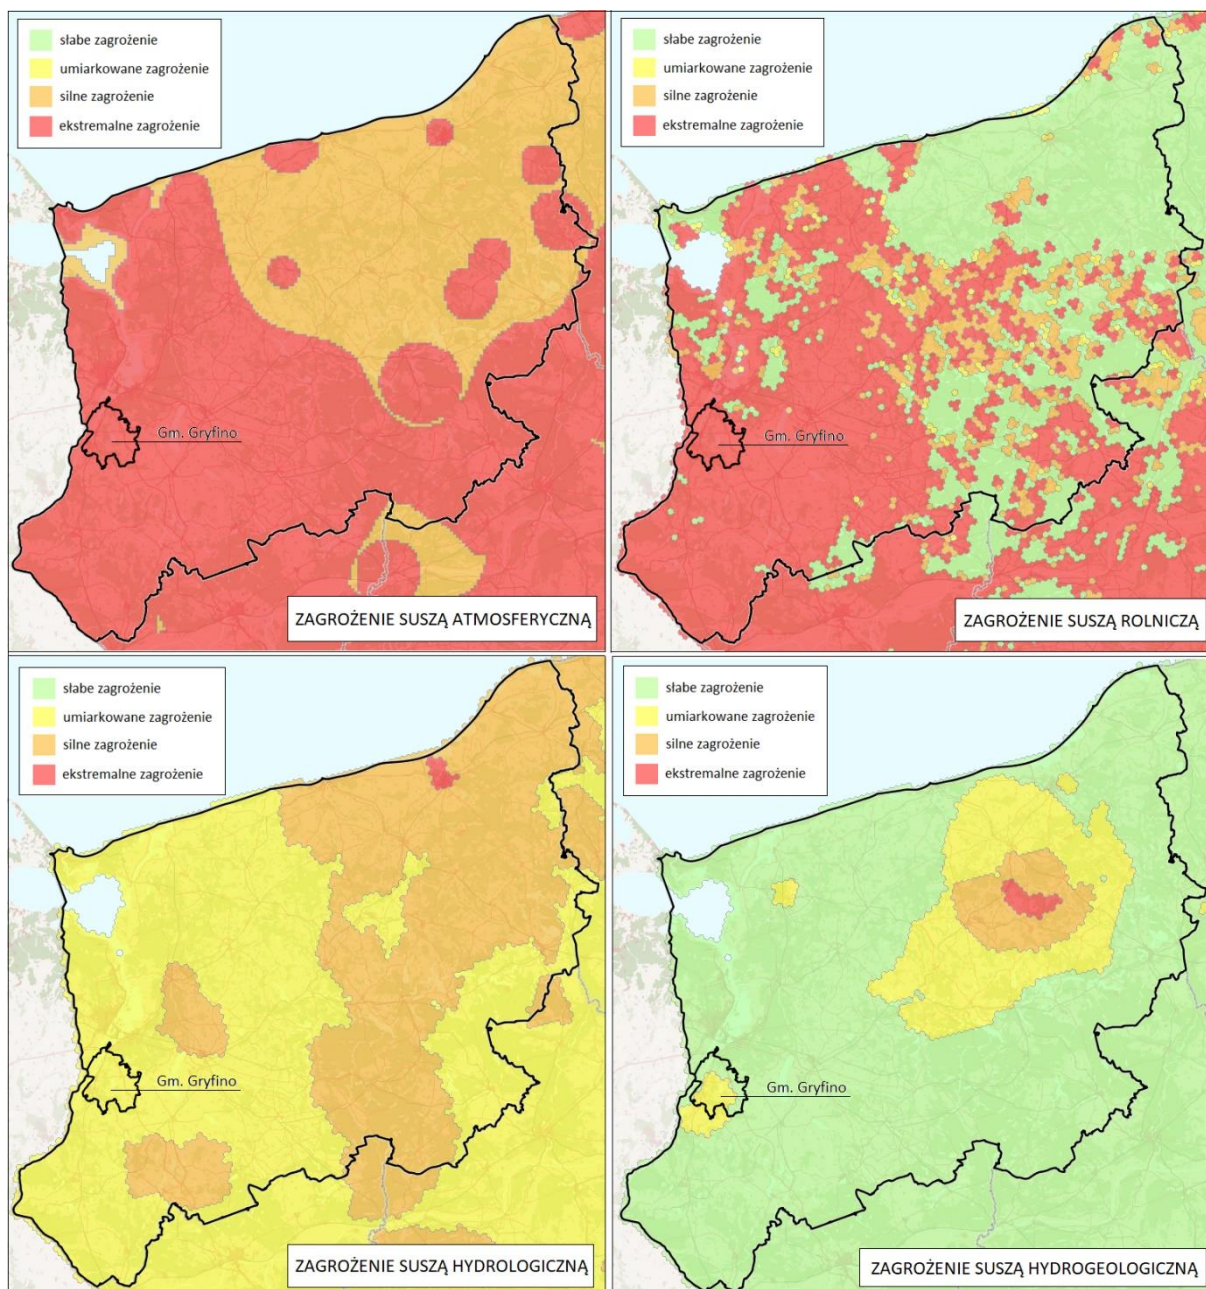 słabe zagrożenie
umiarkowane zagrożenie
silne zagrożenie
ekstremalne zagrożenie
Gm. Gryfino
ZAGROŻENIE SUSZĄ ATMOSFERYCZNĄ
słabe zagrożenie
umiarkowane zagrożenie
silne zagrożenie
ekstremalne zagrożenie
Gm. Gryfino
ZAGROŻENIE SUSZĄ ROLNICZĄ
słabe zagrożenie
umiarkowane zagrożenie
silne zagrożenie
ekstremalne zagrożenie
Gm. Gryfino
ZAGROŻENIE SUSZĄ HYDROLOGICZNĄ
słabe zagrożenie
umiarkowane zagrożenie
silne zagrożenie
ekstremalne zagrożenie
Gm. Gryfino
ZAGROŻENIE SUSZĄ HYDROGEOLOGICZNĄ